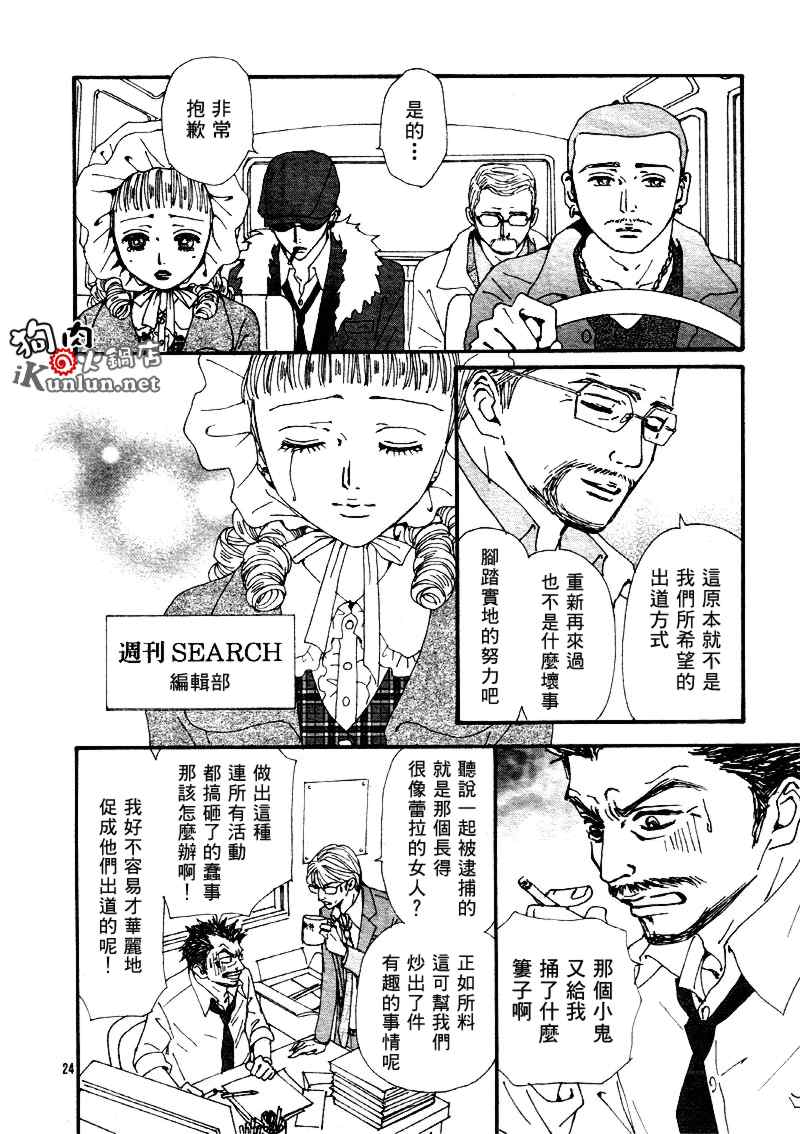 是的…
非常
抱歉
狗肉
火鍋店
iKunlun.net
這原本就不是
我們所希望的
出道方式
重新再來過
也不是什麼壞事
腳踏實地的努力吧
週刊SEARCH
編輯部
那個小鬼
又給我
捅了什麼
簍子啊
聽說一起被逮捕的
就是那個長得
很像蕾拉的女人?
正如所料
這可幫我們
炒出了件
有趣的事情呢
做出這種
連所有活動
都搞砸了的蠢事
那該怎麼辦啊!
我好不容易才華麗地
促成他們出道的呢!
24